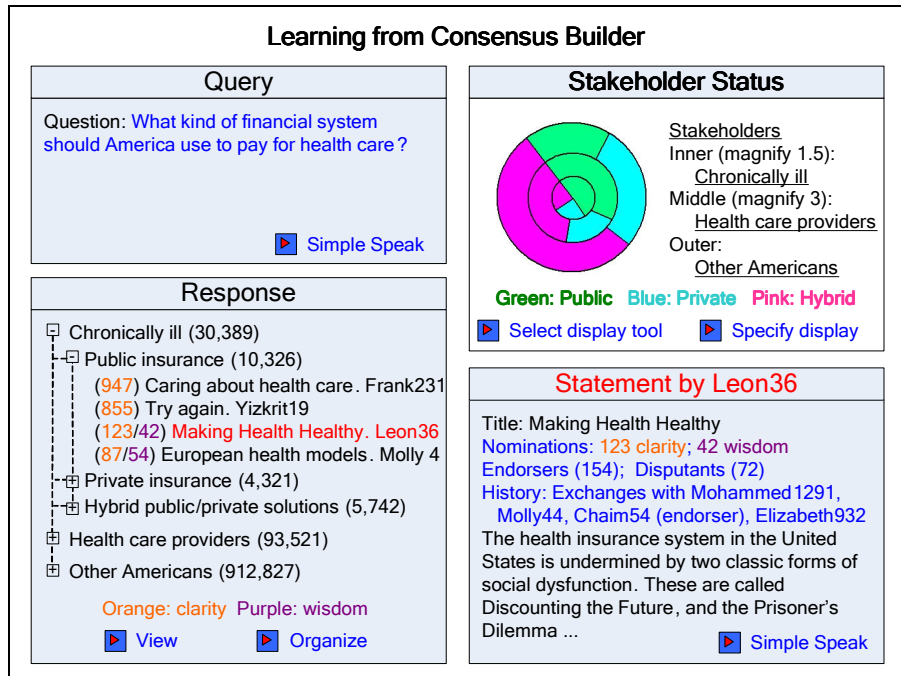 Learning from Consensus Builder
Query
Question: What kind of financial system
should America use to pay for health care?
Simple Speak
Response
Chronically ill (30,389)
Public insurance (10,326)
(947) Caring about health care. Frank231
(855) Try again. Yizkrit19
(123/42) Making Health Healthy. Leon36
(87/54) European health models. Molly 4
Private insurance (4,321)
Hybrid public/private solutions (5,742)
Health care providers (93,521)
Other Americans (912,827)
Orange: clarity Purple: wisdom
View Organize
Stakeholder Status
Stakeholders
Inner (magnify 1.5):
Chronically ill
Middle (magnify 3):
Health care providers
Outer:
Other Americans
Green: Public Blue: Private Pink: Hybrid
Select display tool Specify display
Statement by Leon36
Title: Making Health Healthy
Nominations: 123 clarity; 42 wisdom
Endorsers (154); Disputants (72)
History: Exchanges with Mohammed1291,
Molly44, Chaim54 (endorser), Elizabeth932
The health insurance system in the United
States is undermined by two classic forms of
social dysfunction. These are called
Discounting the Future, and the Prisoner's
Dilemma ...
Simple Speak